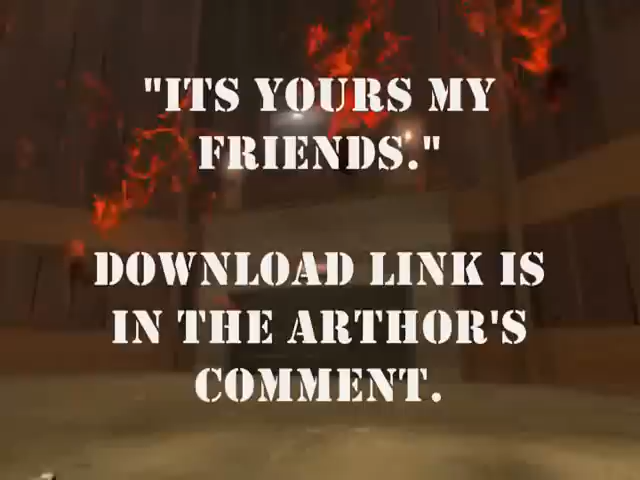 "ITS YOURS MY
FRIENDS."
DOWNLOAD LINK IS
IN THE ARTHOR'S
COMMENT.